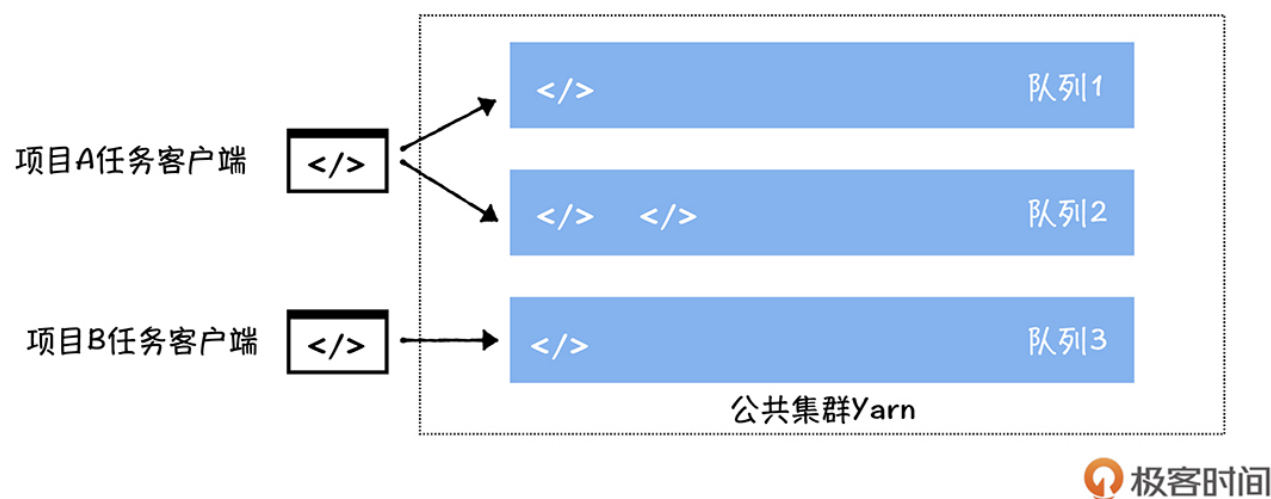 </> 队列1
项目A任务客户端 </>
</> </> 队列2
项目B任务客户端 </>
</> 队列3
公共集群Yarn
极客时间